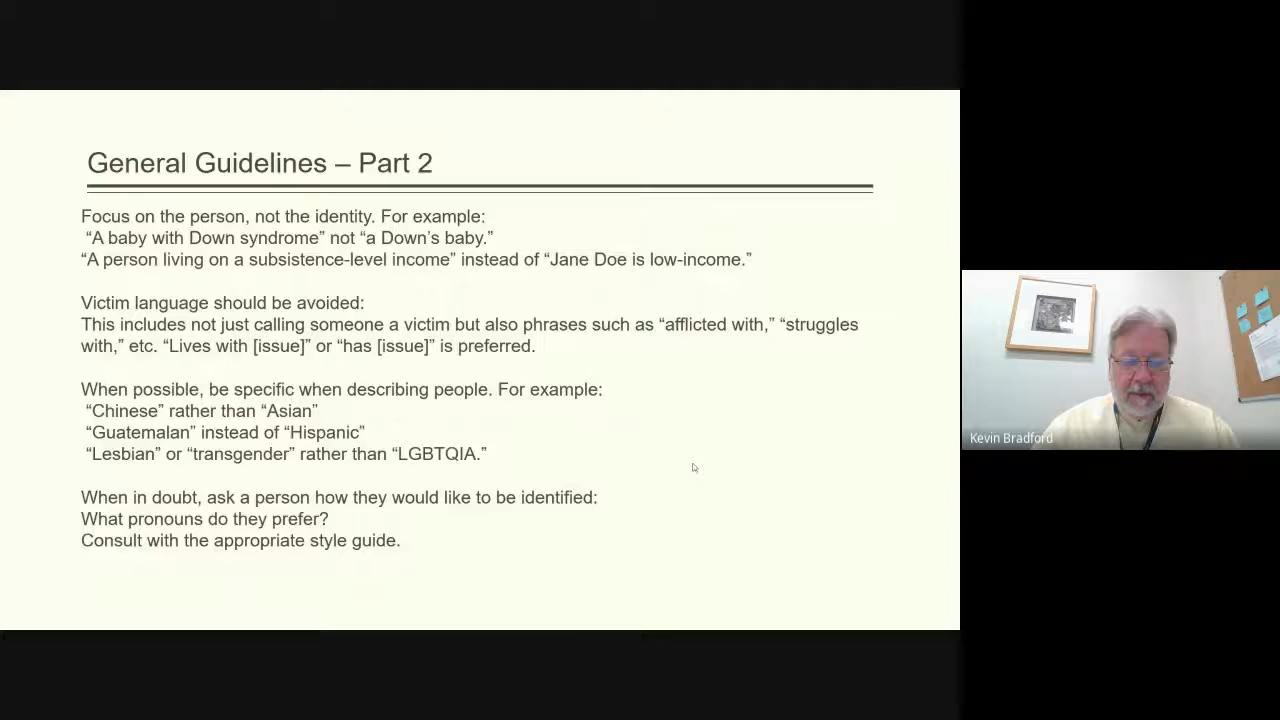 General Guidelines – Part 2
Focus on the person, not the identity. For example:
“A baby with Down syndrome” not “a Down’s baby.”
“A person living on a subsistence-level income” instead of “Jane Doe is low-income.”
Victim language should be avoided:
This includes not just calling someone a victim but also phrases such as “afflicted with,” “struggles
with,” etc. “Lives with [issue]” or “has [issue]” is preferred.
When possible, be specific when describing people. For example:
“Chinese” rather than “Asian”
“Guatemalan” instead of “Hispanic”
“Lesbian” or “transgender” rather than “LGBTQIA.”
When in doubt, ask a person how they would like to be identified:
What pronouns do they prefer?
Consult with the appropriate style guide.
Kevin Bradford